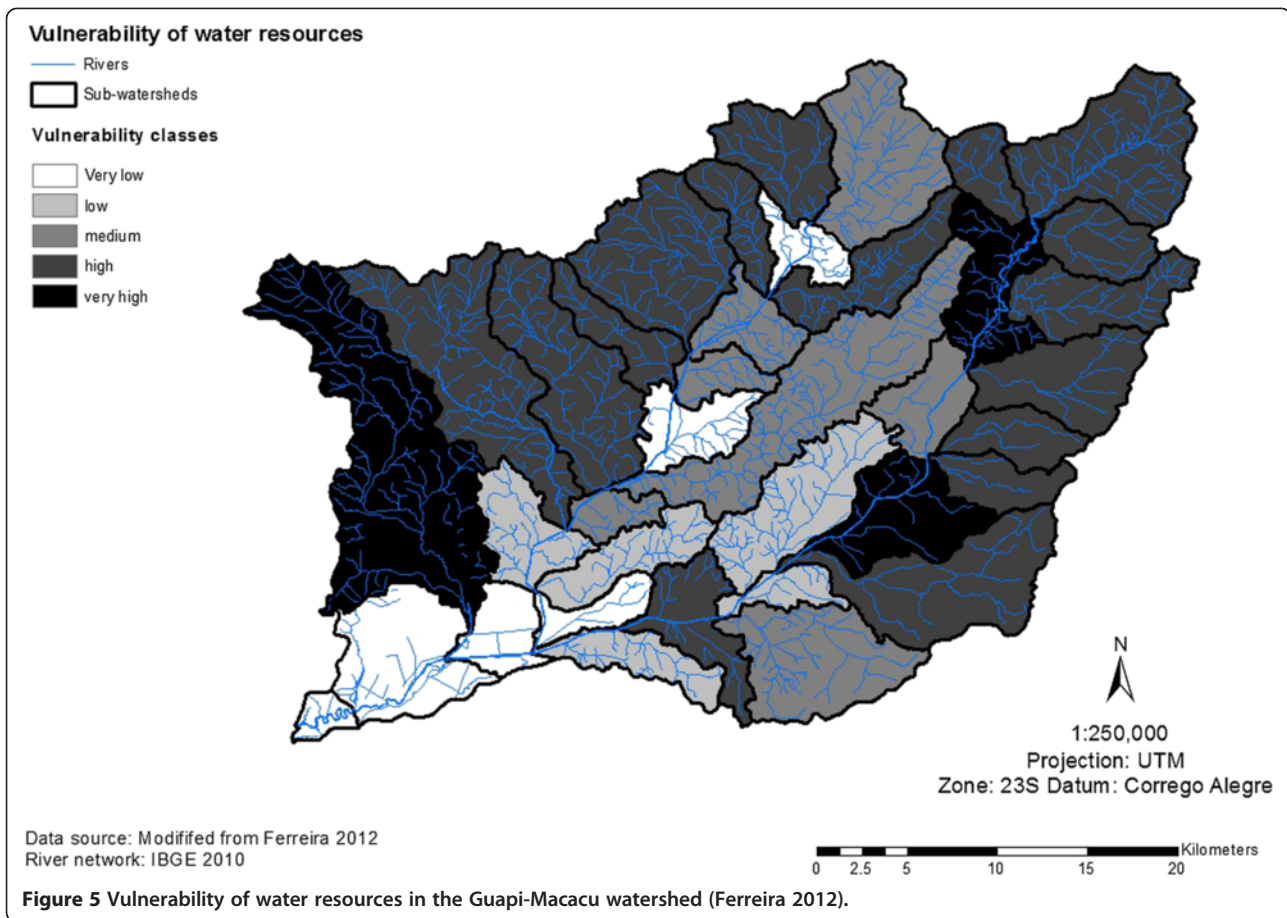 Vulnerability of water resources
Rivers
Sub-watersheds
Vulnerability classes
Very low
low
medium
high
very high
N
1:250,000
Projection: UTM
Zone: 23S Datum: Corrego Alegre
Data source: Modififed from Ferreira 2012
River network: IBGE 2010
Kilometers
0 2.5 5 10 15 20
Figure 5 Vulnerability of water resources in the Guapi-Macacu watershed (Ferreira 2012).